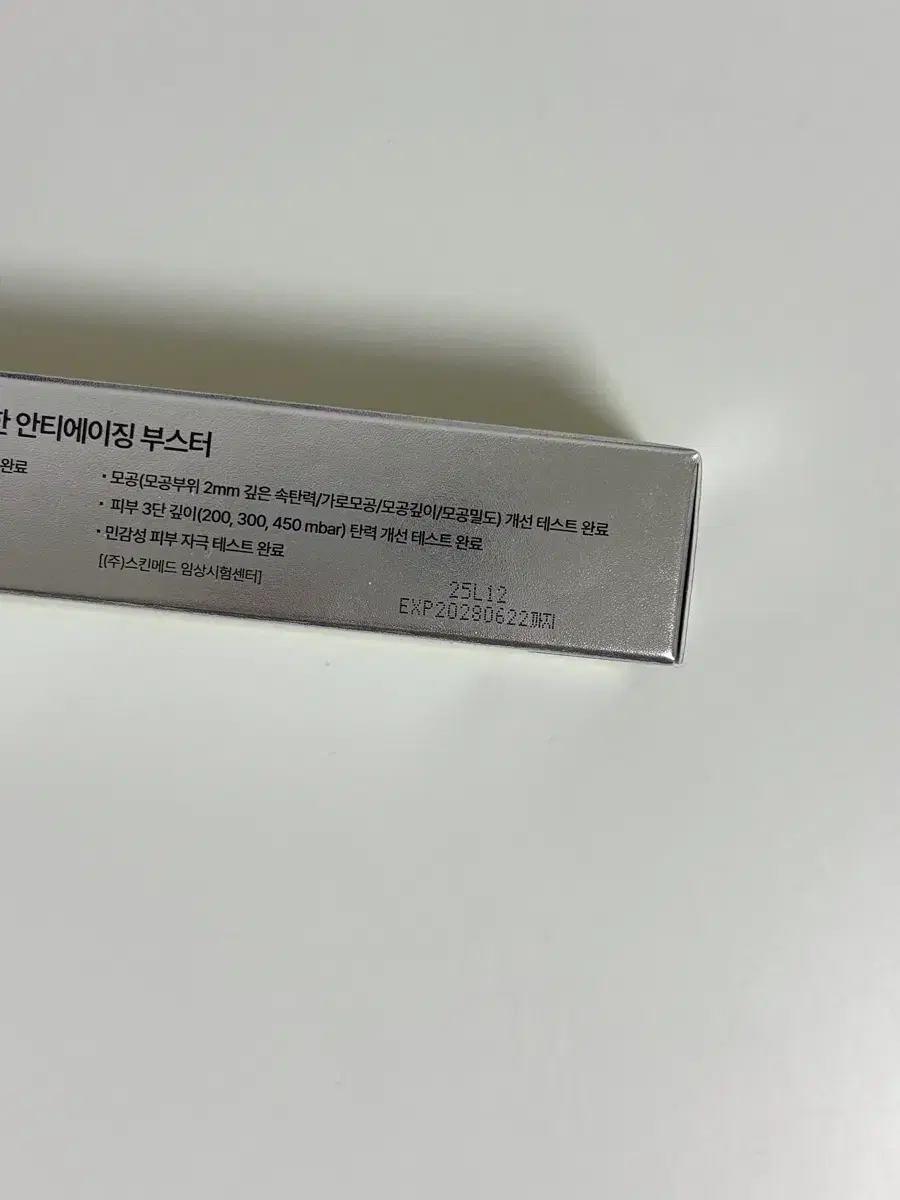 한 안티에이징 부스터
완료
· 모공(모공부위 2mm 깊은 속탄력/가로모공/모공깊이/모공밀도) 개선 테스트 완료
· 피부 3단 깊이(200, 300, 450 mbar) 탄력 개선 테스트 완료
· 민감성 피부 자극 테스트 완료
[(주)스킨메드 임상시험센터]
25L12
EXP20280622까지